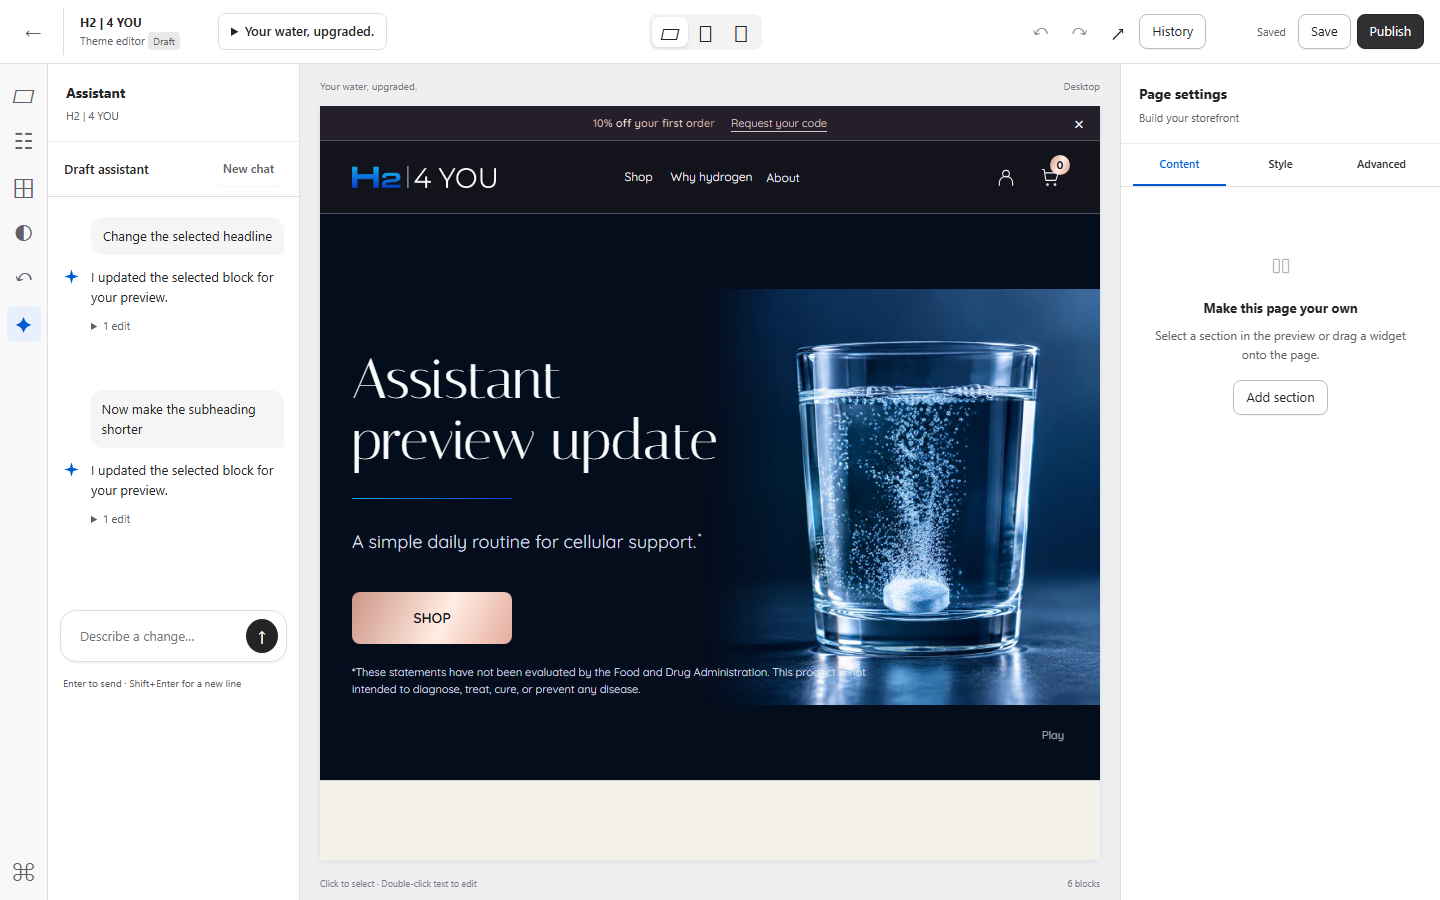 H2 | 4 YOU
Theme editor Draft
Your water, upgraded.
History
Saved
Save
Publish
Assistant
H2 | 4 YOU
Draft assistant
New chat
Change the selected headline
I updated the selected block for
your preview.
1 edit
Now make the subheading
shorter
I updated the selected block for
your preview.
1 edit
Describe a change...
Enter to send · Shift+Enter for a new line
Your water, upgraded.
Desktop
10% off your first order Request your code
H2|4 YOU
Shop
Why hydrogen
About
0
Assistant
preview update
A simple daily routine for cellular support.*
SHOP
*These statements have not been evaluated by the Food and Drug Administration. This product is not
intended to diagnose, treat, cure, or prevent any disease.
Play
Click to select · Double-click text to edit
6 blocks
Page settings
Build your storefront
Content
Style
Advanced
Make this page your own
Select a section in the preview or drag a widget
onto the page.
Add section